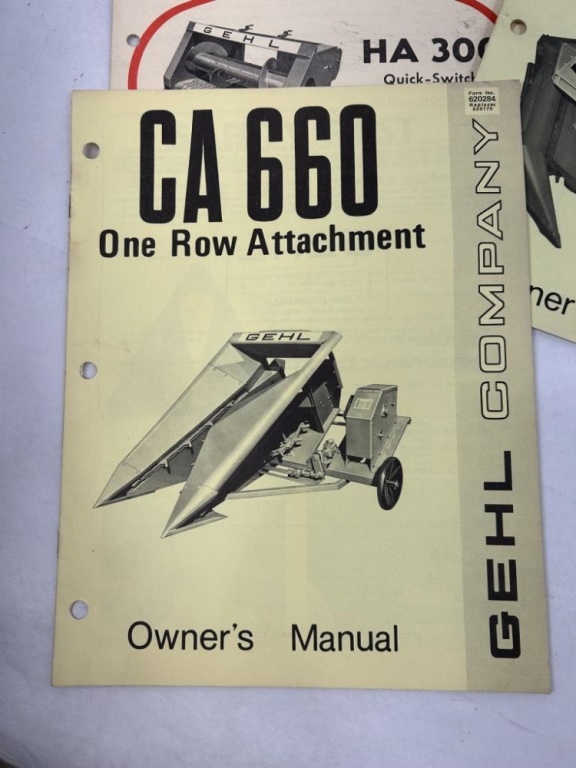 GEHL
HA 300
Quick-Switch
Form No.
620284
Replaces
CA 660
One Row Attachment
GEHL
GEHL COMPANY
Owner's Manual
ner